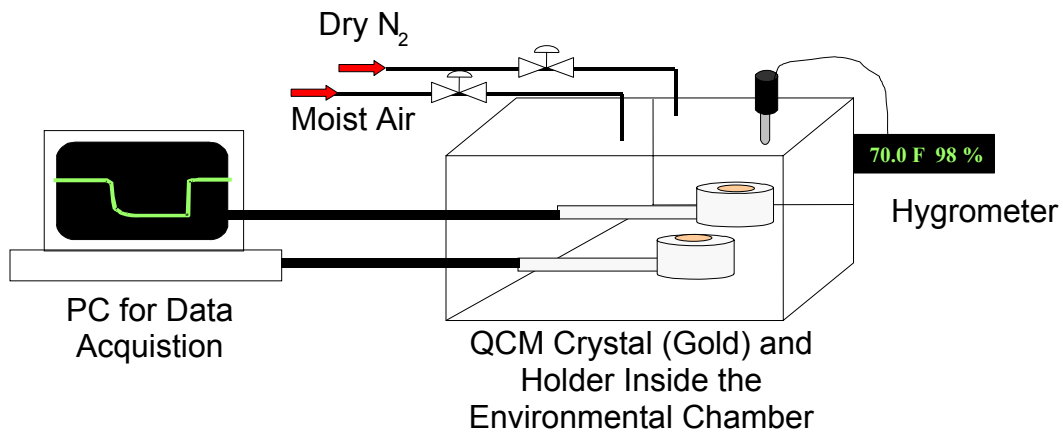 Dry N₂
Moist Air
70.0 F 98 %
Hygrometer
PC for Data
Acquistion
QCM Crystal (Gold) and
Holder Inside the
Environmental Chamber